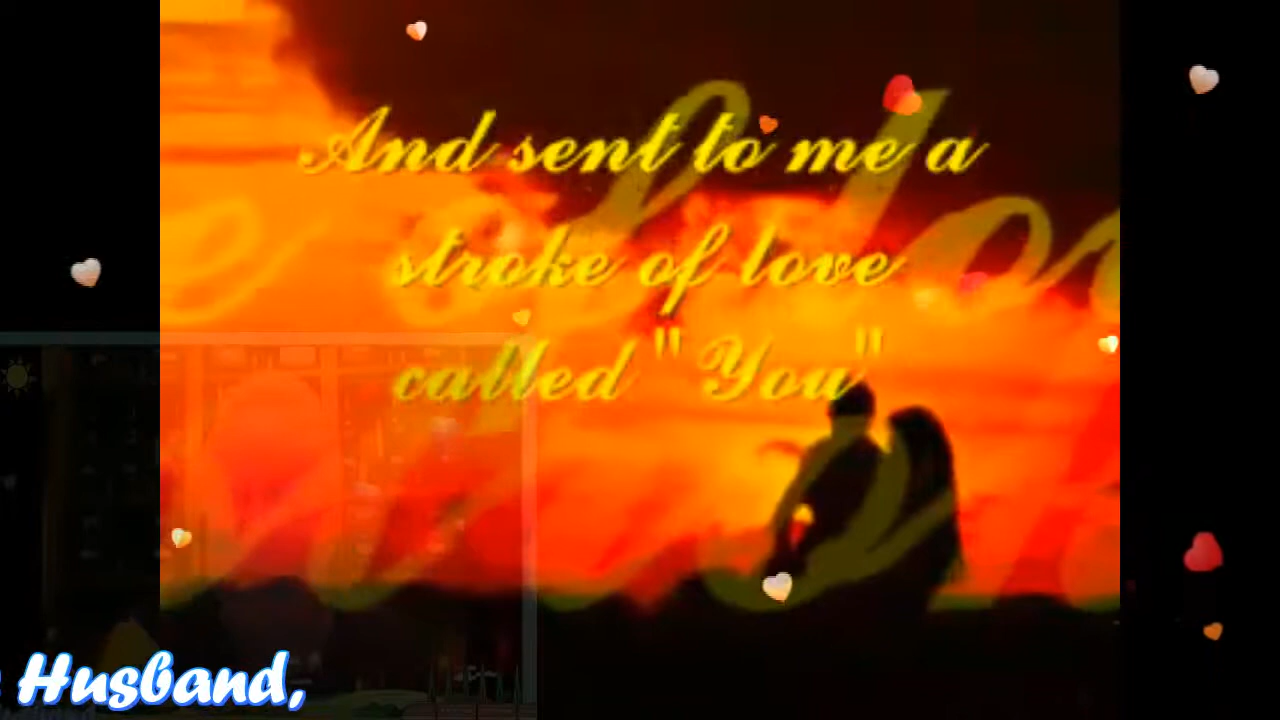 And sent to me a
stroke of love
called "You"
Husband,